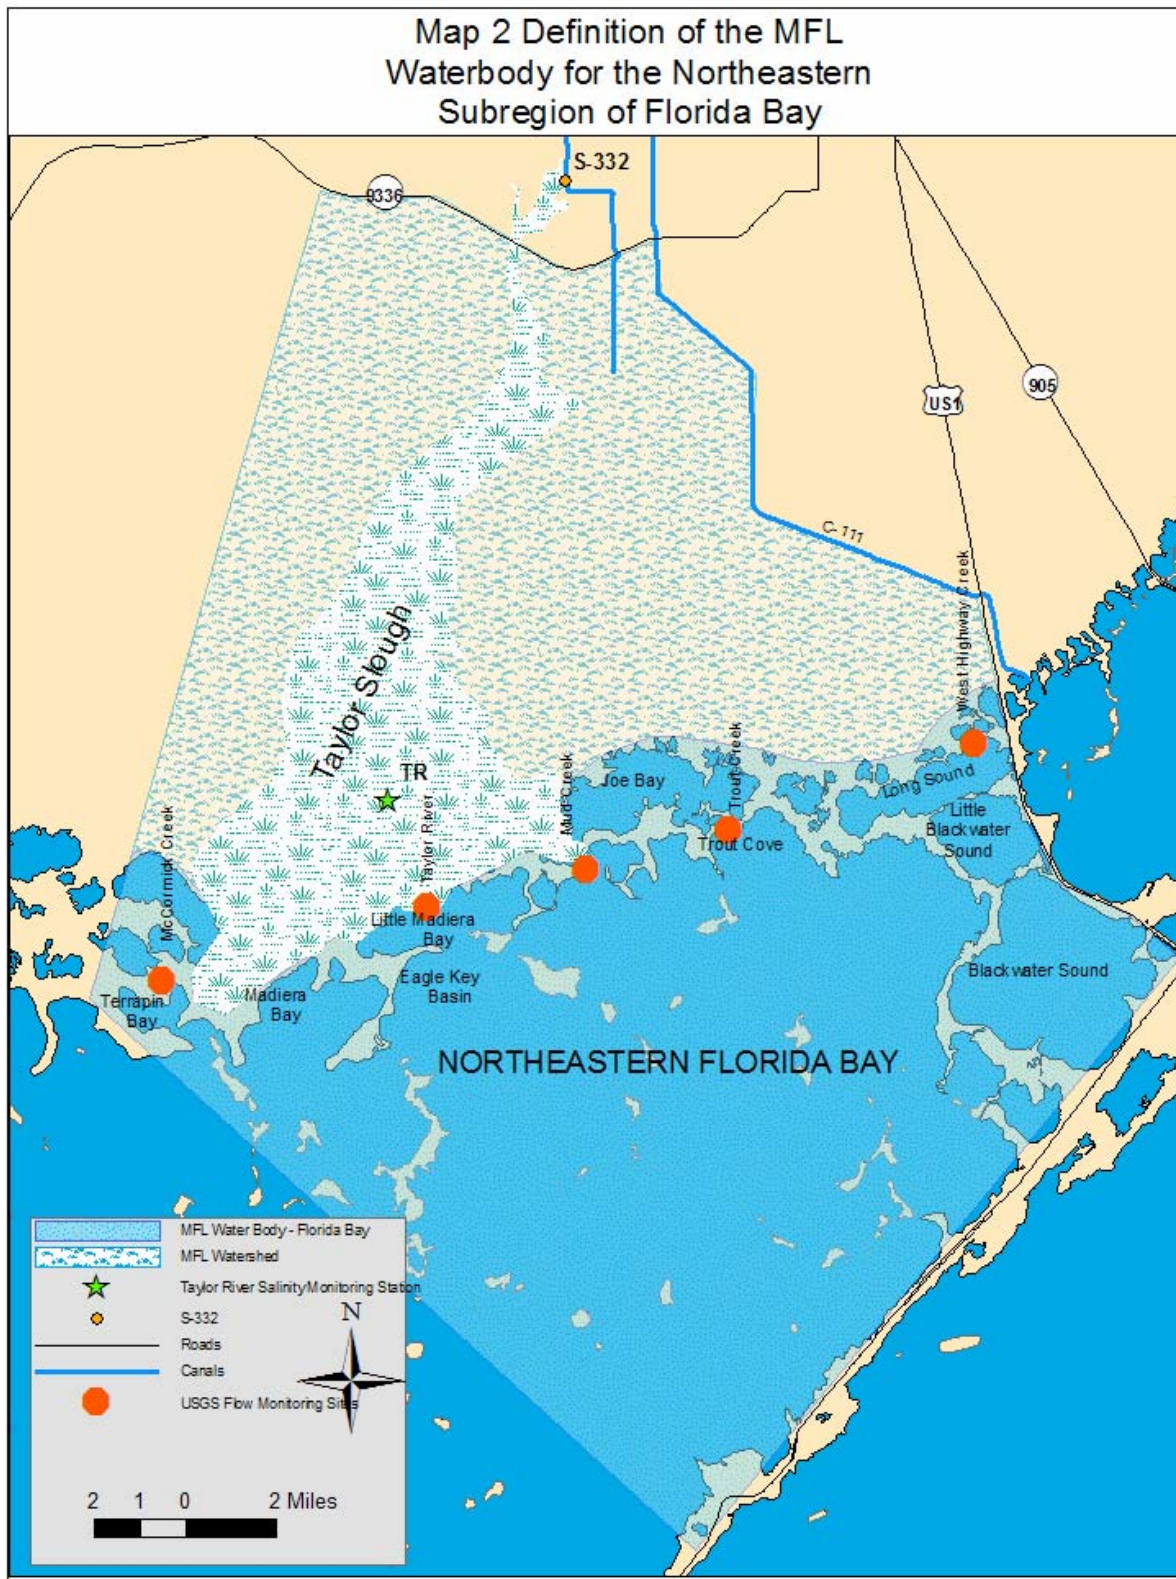 Map 2 Definition of the MFL
Waterbody for the Northeastern
Subregion of Florida Bay
S-332
9336
905
US1
C-111
West Highway Creek
Taylor Slough
TR
Taylor River
Mud Creek
Joe Bay
Trout Creek
Trout Cove
Long Sound
Little
Blackwater
Sound
McCormick Creek
Little Madiera
Bay
Eagle Key
Basin
Blackwater Sound
Terrapin
Bay
Madiera
Bay
NORTHEASTERN FLORIDA BAY
MFL Water Body - Florida Bay
MFL Watershed
Taylor River Salinity Monitoring Station
S-332
Roads
Canals
USGS Flow Monitoring Sites
N
2 1 0 2 Miles